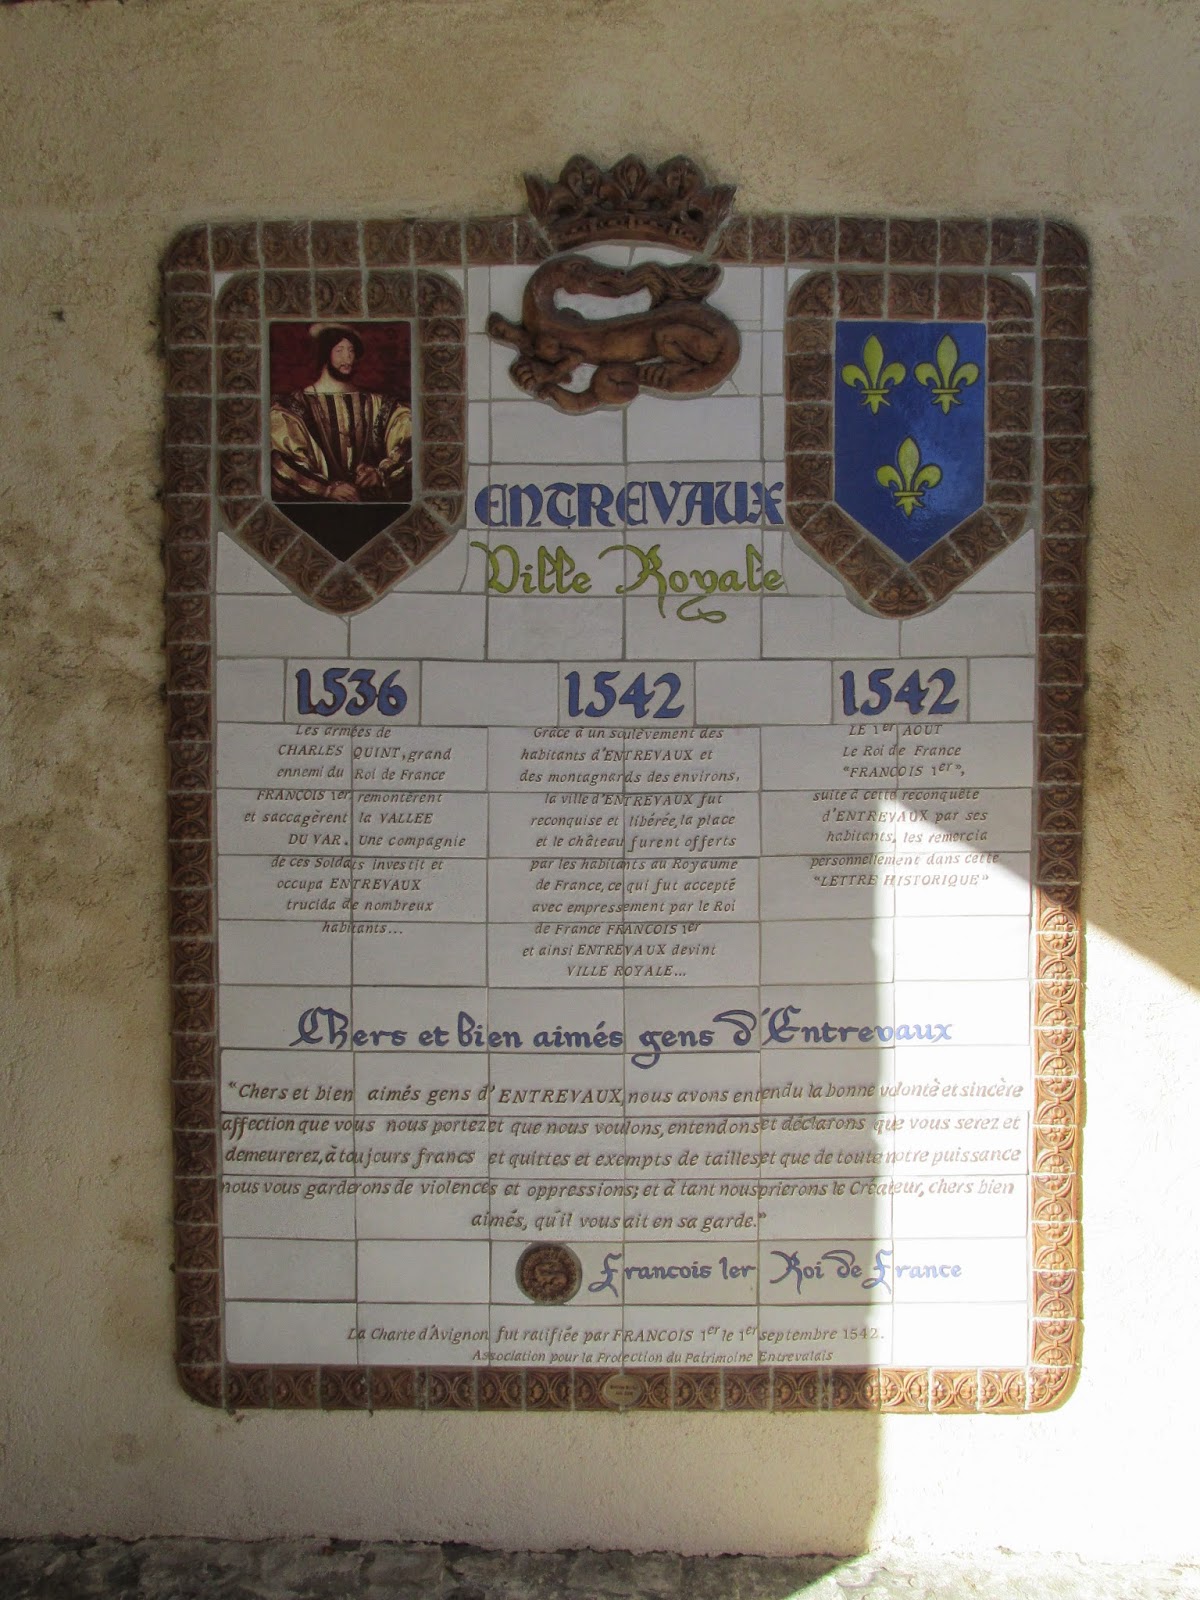 ENTREVAUX
Ville Royale
1536
Les armées de
CHARLES QUINT, grand
ennemi du Roi de France
FRANÇOIS 1er remontèrent
et saccagèrent la VALLEE
DU VAR. Une compagnie
de ces Soldats investit et
occupa ENTREVAUX
trucida de nombreux
habitants...
1542
Grâce à un soulèvement des
habitants d'ENTREVAUX et
des montagnards des environs,
la ville d'ENTREVAUX fut
reconquise et libérée, la place
et le château furent offerts
par les habitants au Royaume
de France, ce qui fut accepté
avec empressement par le Roi
de France FRANÇOIS 1er
et ainsi ENTREVAUX devint
VILLE ROYALE...
1542
LE 1er AOUT
Le Roi de France
"FRANCOIS 1er",
suite à cette reconquête
d'ENTREVAUX par ses
habitants, les remercia
personnellement dans cette
"LETTRE HISTORIQUE"
Chers et bien aimés gens d'Entrevaux
"Chers et bien aimés gens d'ENTREVAUX, nous avons entendu la bonne volontè et sincère
affection que vous nous portez et que nous voulons, entendons et déclarons que vous serez et
demeurerez, à toujours francs et quittes et exempts de tailles et que de toute notre puissance
nous vous garderons de violences et oppressions; et à tant nous prierons le Créateur, chers bien
aimés, qu'il vous ait en sa garde."
Francois 1er Roi de France
La Charte d'Avignon fut ratifiée par FRANCOIS 1er le 1er septembre 1542.
Association pour la Protection du Patrimoine Entrevalais